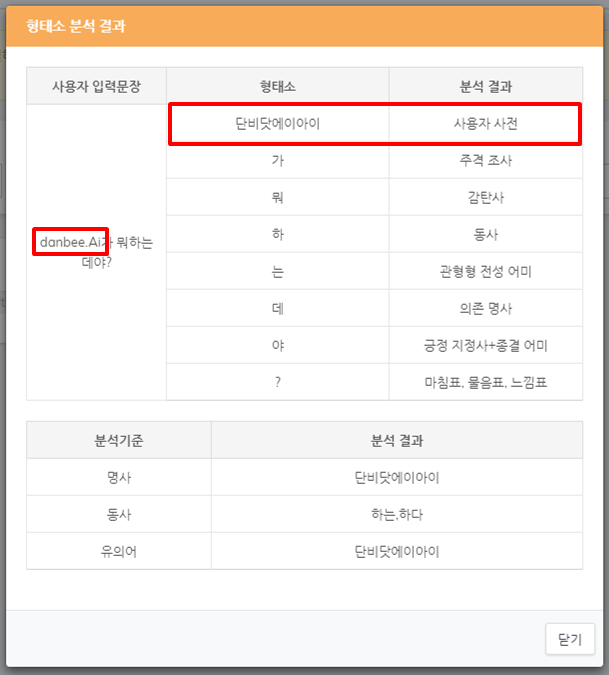 형태소 분석 결과
사용자 입력문장 형태소 분석 결과
단비닷에이아이 사용자 사전
가 주격 조사
뭐 감탄사
하 동사
danbee.Ai가 뭐하는
데야?
는 관형형 전성 어미
데 의존 명사
야 긍정 지정사+종결 어미
? 마침표, 물음표, 느낌표
분석기준 분석 결과
명사 단비닷에이아이
동사 하는,하다
유의어 단비닷에이아이
닫기